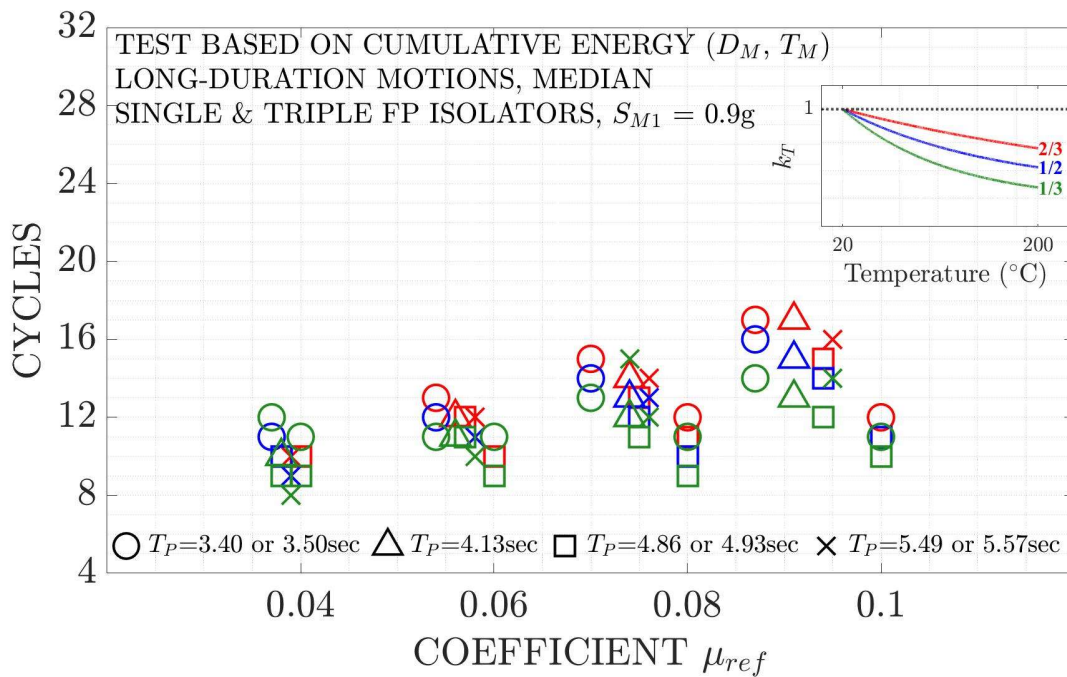 TEST BASED ON CUMULATIVE ENERGY (D_M, T_M)
LONG-DURATION MOTIONS, MEDIAN
SINGLE & TRIPLE FP ISOLATORS, S_M1 = 0.9g
32
28
24
20
16
12
8
4
CYCLES
1
k_T
2/3
1/2
1/3
20
200
Temperature (°C)
T_P=3.40 or 3.50sec
T_P=4.13sec
T_P=4.86 or 4.93sec
T_P=5.49 or 5.57sec
0.04
0.06
0.08
0.1
COEFFICIENT μ_ref